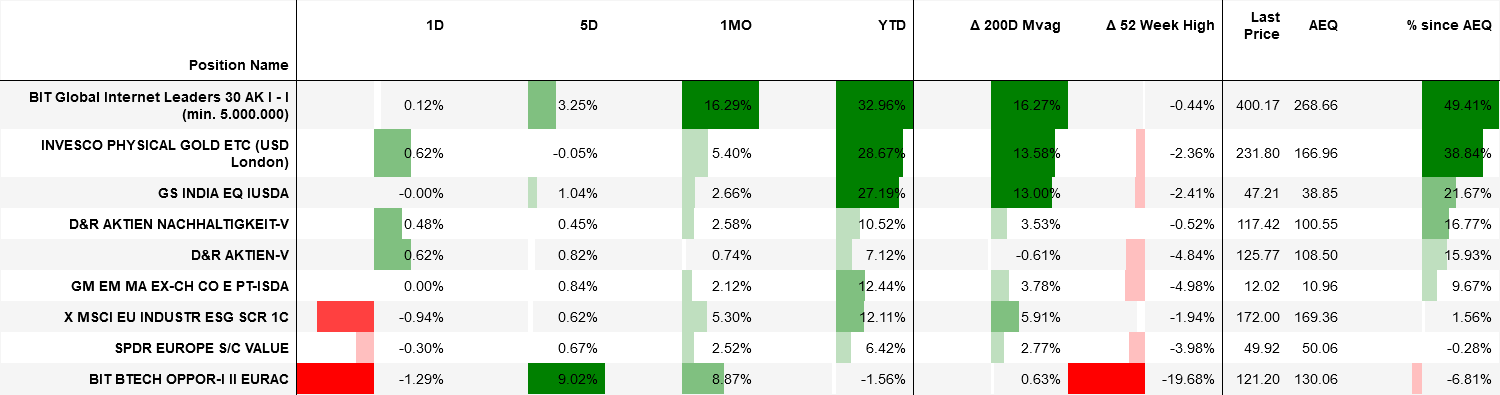 Position Name 1D 5D 1MO YTD Δ 200D Mvag Δ 52 Week High Last Price AEQ % since AEQ
BIT Global Internet Leaders 30 AK I - I (min. 5.000.000) 0.12% 3.25% 16.29% 32.96% 16.27% -0.44% 400.17 268.66 49.41%
INVESCO PHYSICAL GOLD ETC (USD London) 0.62% -0.05% 5.40% 28.67% 13.58% -2.36% 231.80 166.96 38.84%
GS INDIA EQ IUSDA -0.00% 1.04% 2.66% 27.19% 13.00% -2.41% 47.21 38.85 21.67%
D&R AKTIEN NACHHALTIGKEIT-V 0.48% 0.45% 2.58% 10.52% 3.53% -0.52% 117.42 100.55 16.77%
D&R AKTIEN-V 0.62% 0.82% 0.74% 7.12% -0.61% -4.84% 125.77 108.50 15.93%
GM EM MA EX-CH CO E PT-ISDA 0.00% 0.84% 2.12% 12.44% 3.78% -4.98% 12.02 10.96 9.67%
X MSCI EU INDUSTR ESG SCR 1C -0.94% 0.62% 5.30% 12.11% 5.91% -1.94% 172.00 169.36 1.56%
SPDR EUROPE S/C VALUE -0.30% 0.67% 2.52% 6.42% 2.77% -3.98% 49.92 50.06 -0.28%
BIT BTECH OPPOR-I II EURAC -1.29% 9.02% 8.87% -1.56% 0.63% -19.68% 121.20 130.06 -6.81%